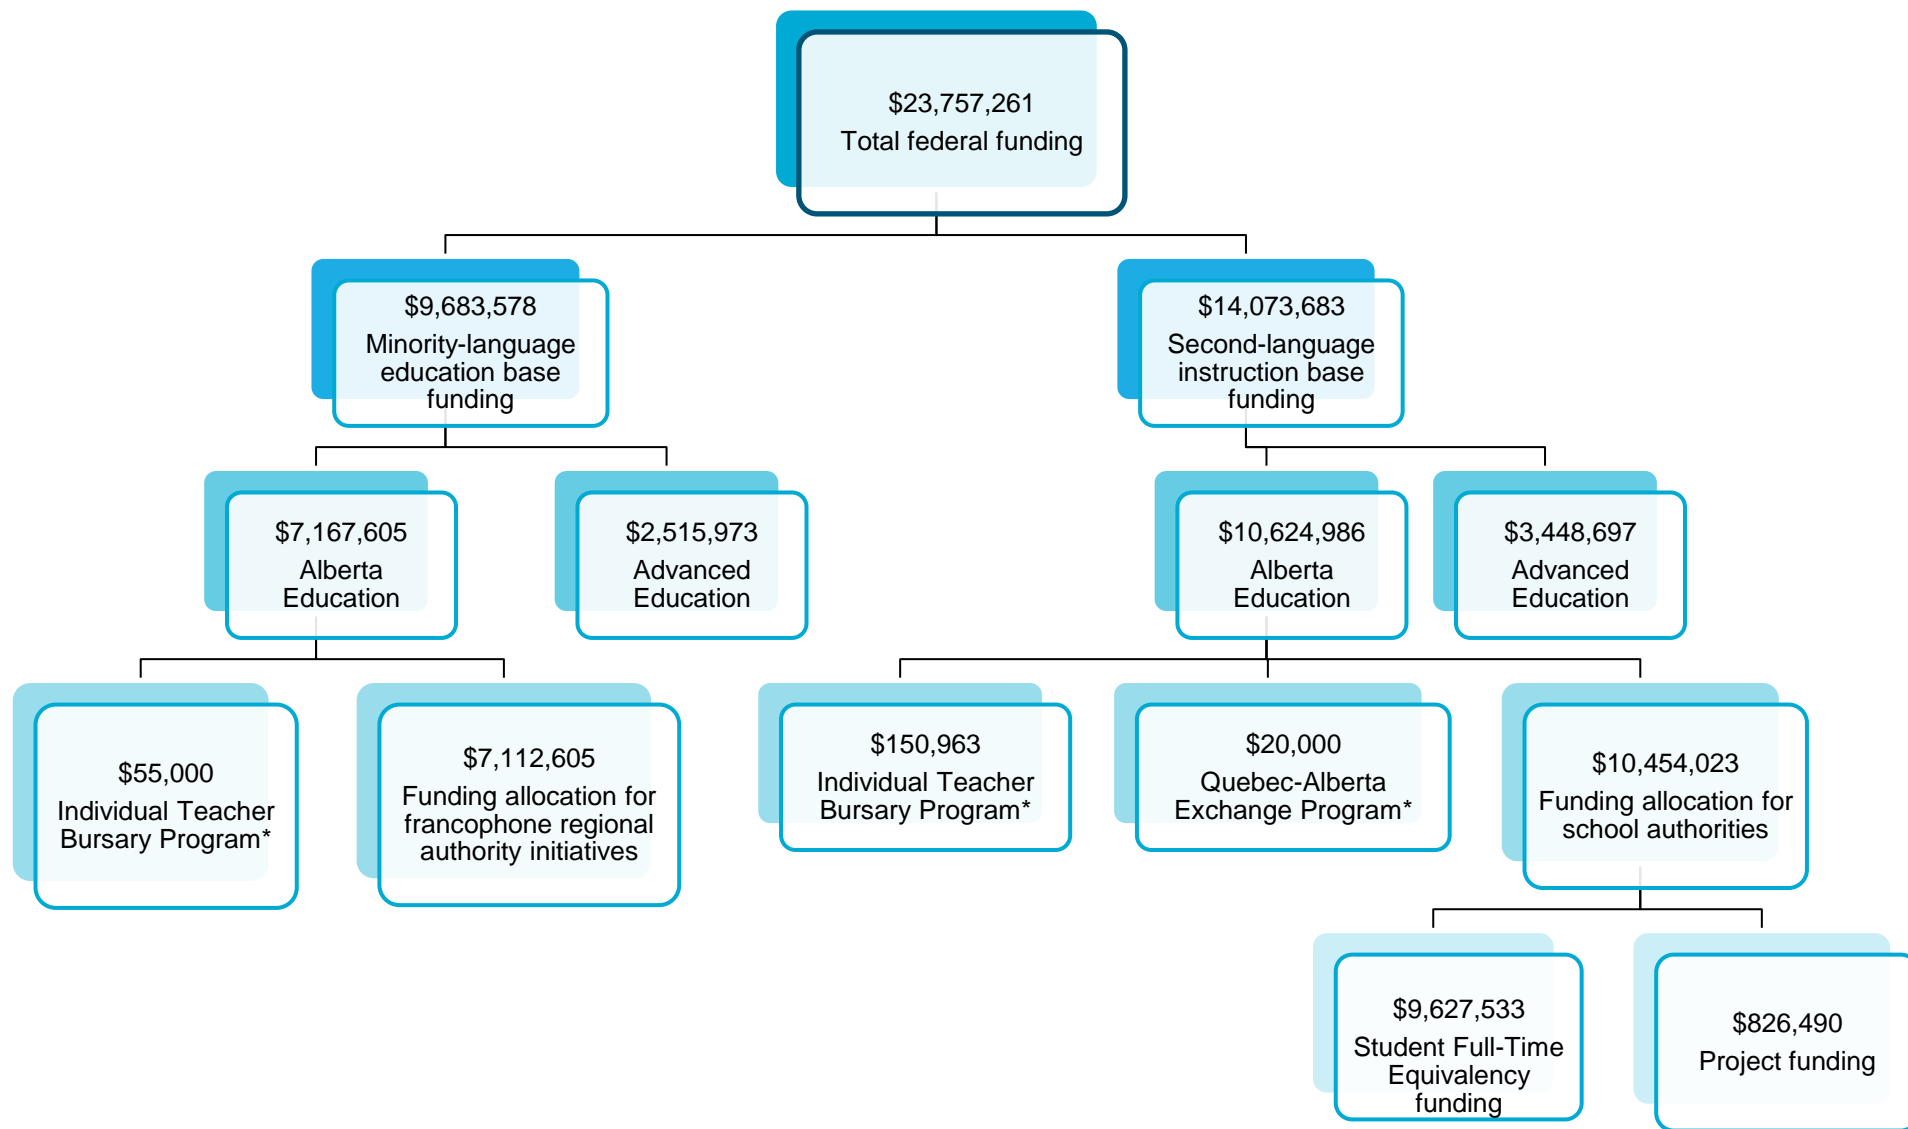 $23,757,261
Total federal funding
$9,683,578
Minority-language
education base
funding
$14,073,683
Second-language
instruction base
funding
$7,167,605
Alberta
Education
$2,515,973
Advanced
Education
$10,624,986
Alberta
Education
$3,448,697
Advanced
Education
$55,000
Individual Teacher
Bursary Program*
$7,112,605
Funding allocation for
francophone regional
authority initiatives
$150,963
Individual Teacher
Bursary Program*
$20,000
Quebec-Alberta
Exchange Program*
$10,454,023
Funding allocation for
school authorities
$9,627,533
Student Full-Time
Equivalency
funding
$826,490
Project funding